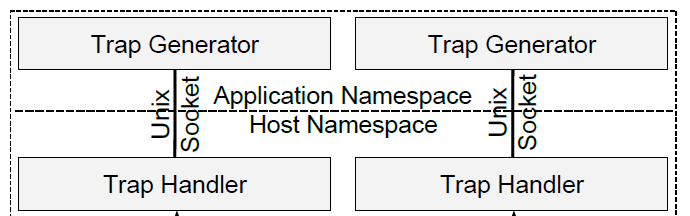 Trap Generator
Trap Generator
Unix
Socket
Application Namespace
Host Namespace
Unix
Socket
Trap Handler
Trap Handler